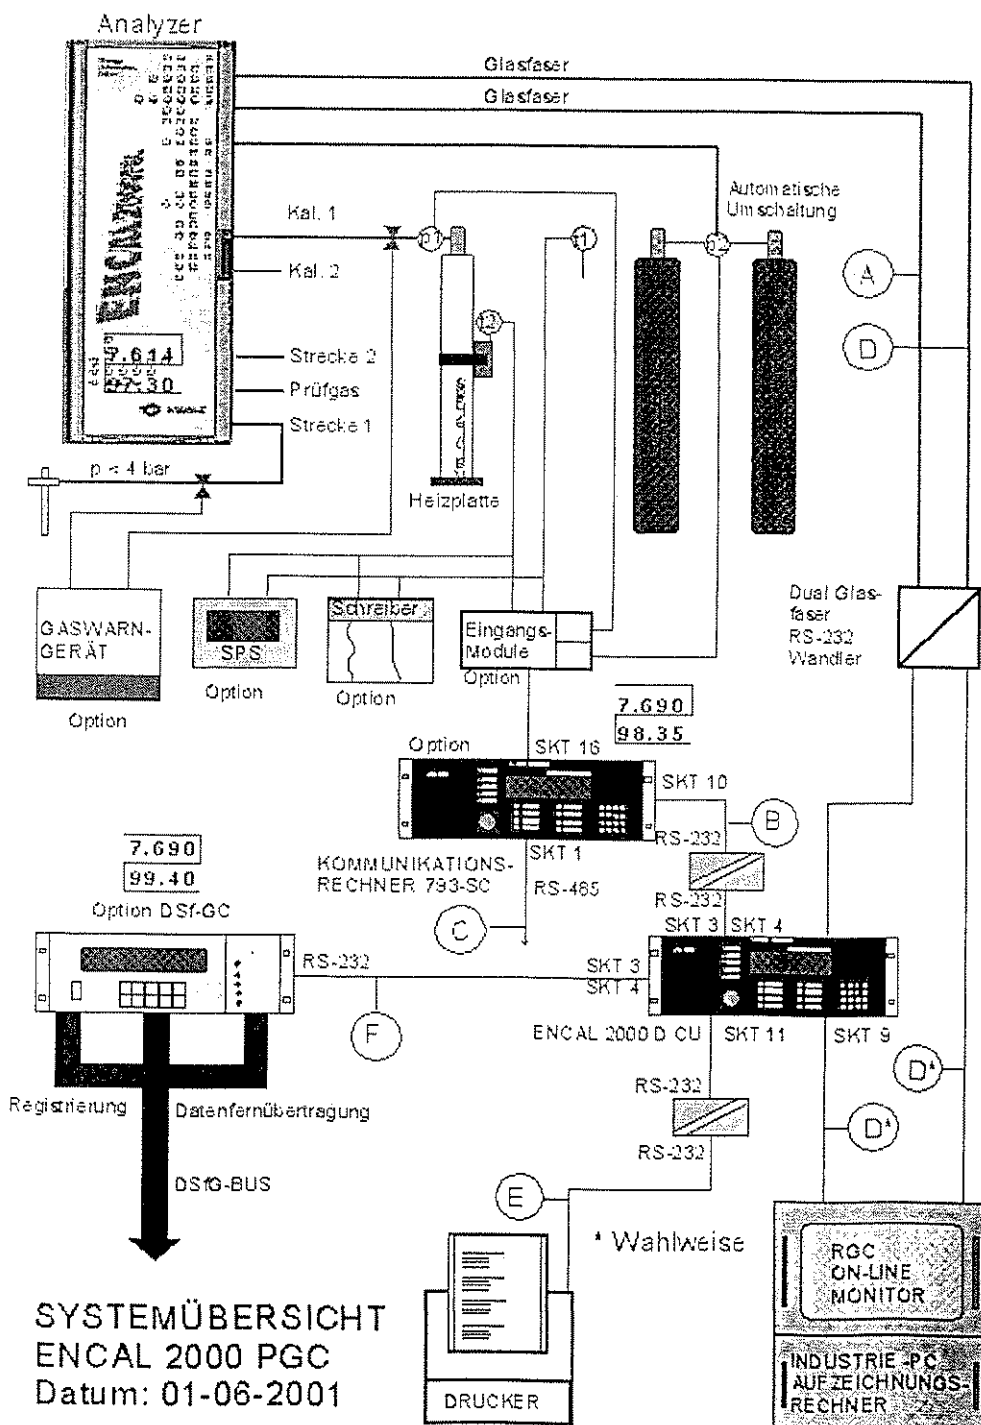 Analyzer
Glasfaser
Glasfaser
ENCAL
7.614
97.30
Kal. 1
Kal. 2
Strecke 2
Prüfgas
Strecke 1
p < 4 bar
p1
t1
t2
p2
Automatische
Umschaltung
A
D
Heizplatte
GASWARN-
GERÄT
Option
SPS
Option
Schreiber
Option
Eingangs-
Module
Option
Dual Glas-
faser
RS-232
Wandler
7.690
98.35
Option
SKT 16
SKT 10
B
RS-232
RS-232
SKT 1
KOMMUNIKATIONS-
RECHNER 793-SC
RS-485
C
7.690
99.40
Option DSf-GC
RS-232
F
SKT 3
SKT 4
SKT 3
SKT 4
ENCAL 2000 D CU
SKT 11
SKT 9
D*
D*
RS-232
RS-232
Registrierung
Datenfernübertragung
DSfG-BUS
E
* Wahlweise
RGC
ON-LINE
MONITOR
INDUSTRIE-PC
AUFZEICHNUNGS-
RECHNER
DRUCKER
SYSTEMÜBERSICHT
ENCAL 2000 PGC
Datum: 01-06-2001